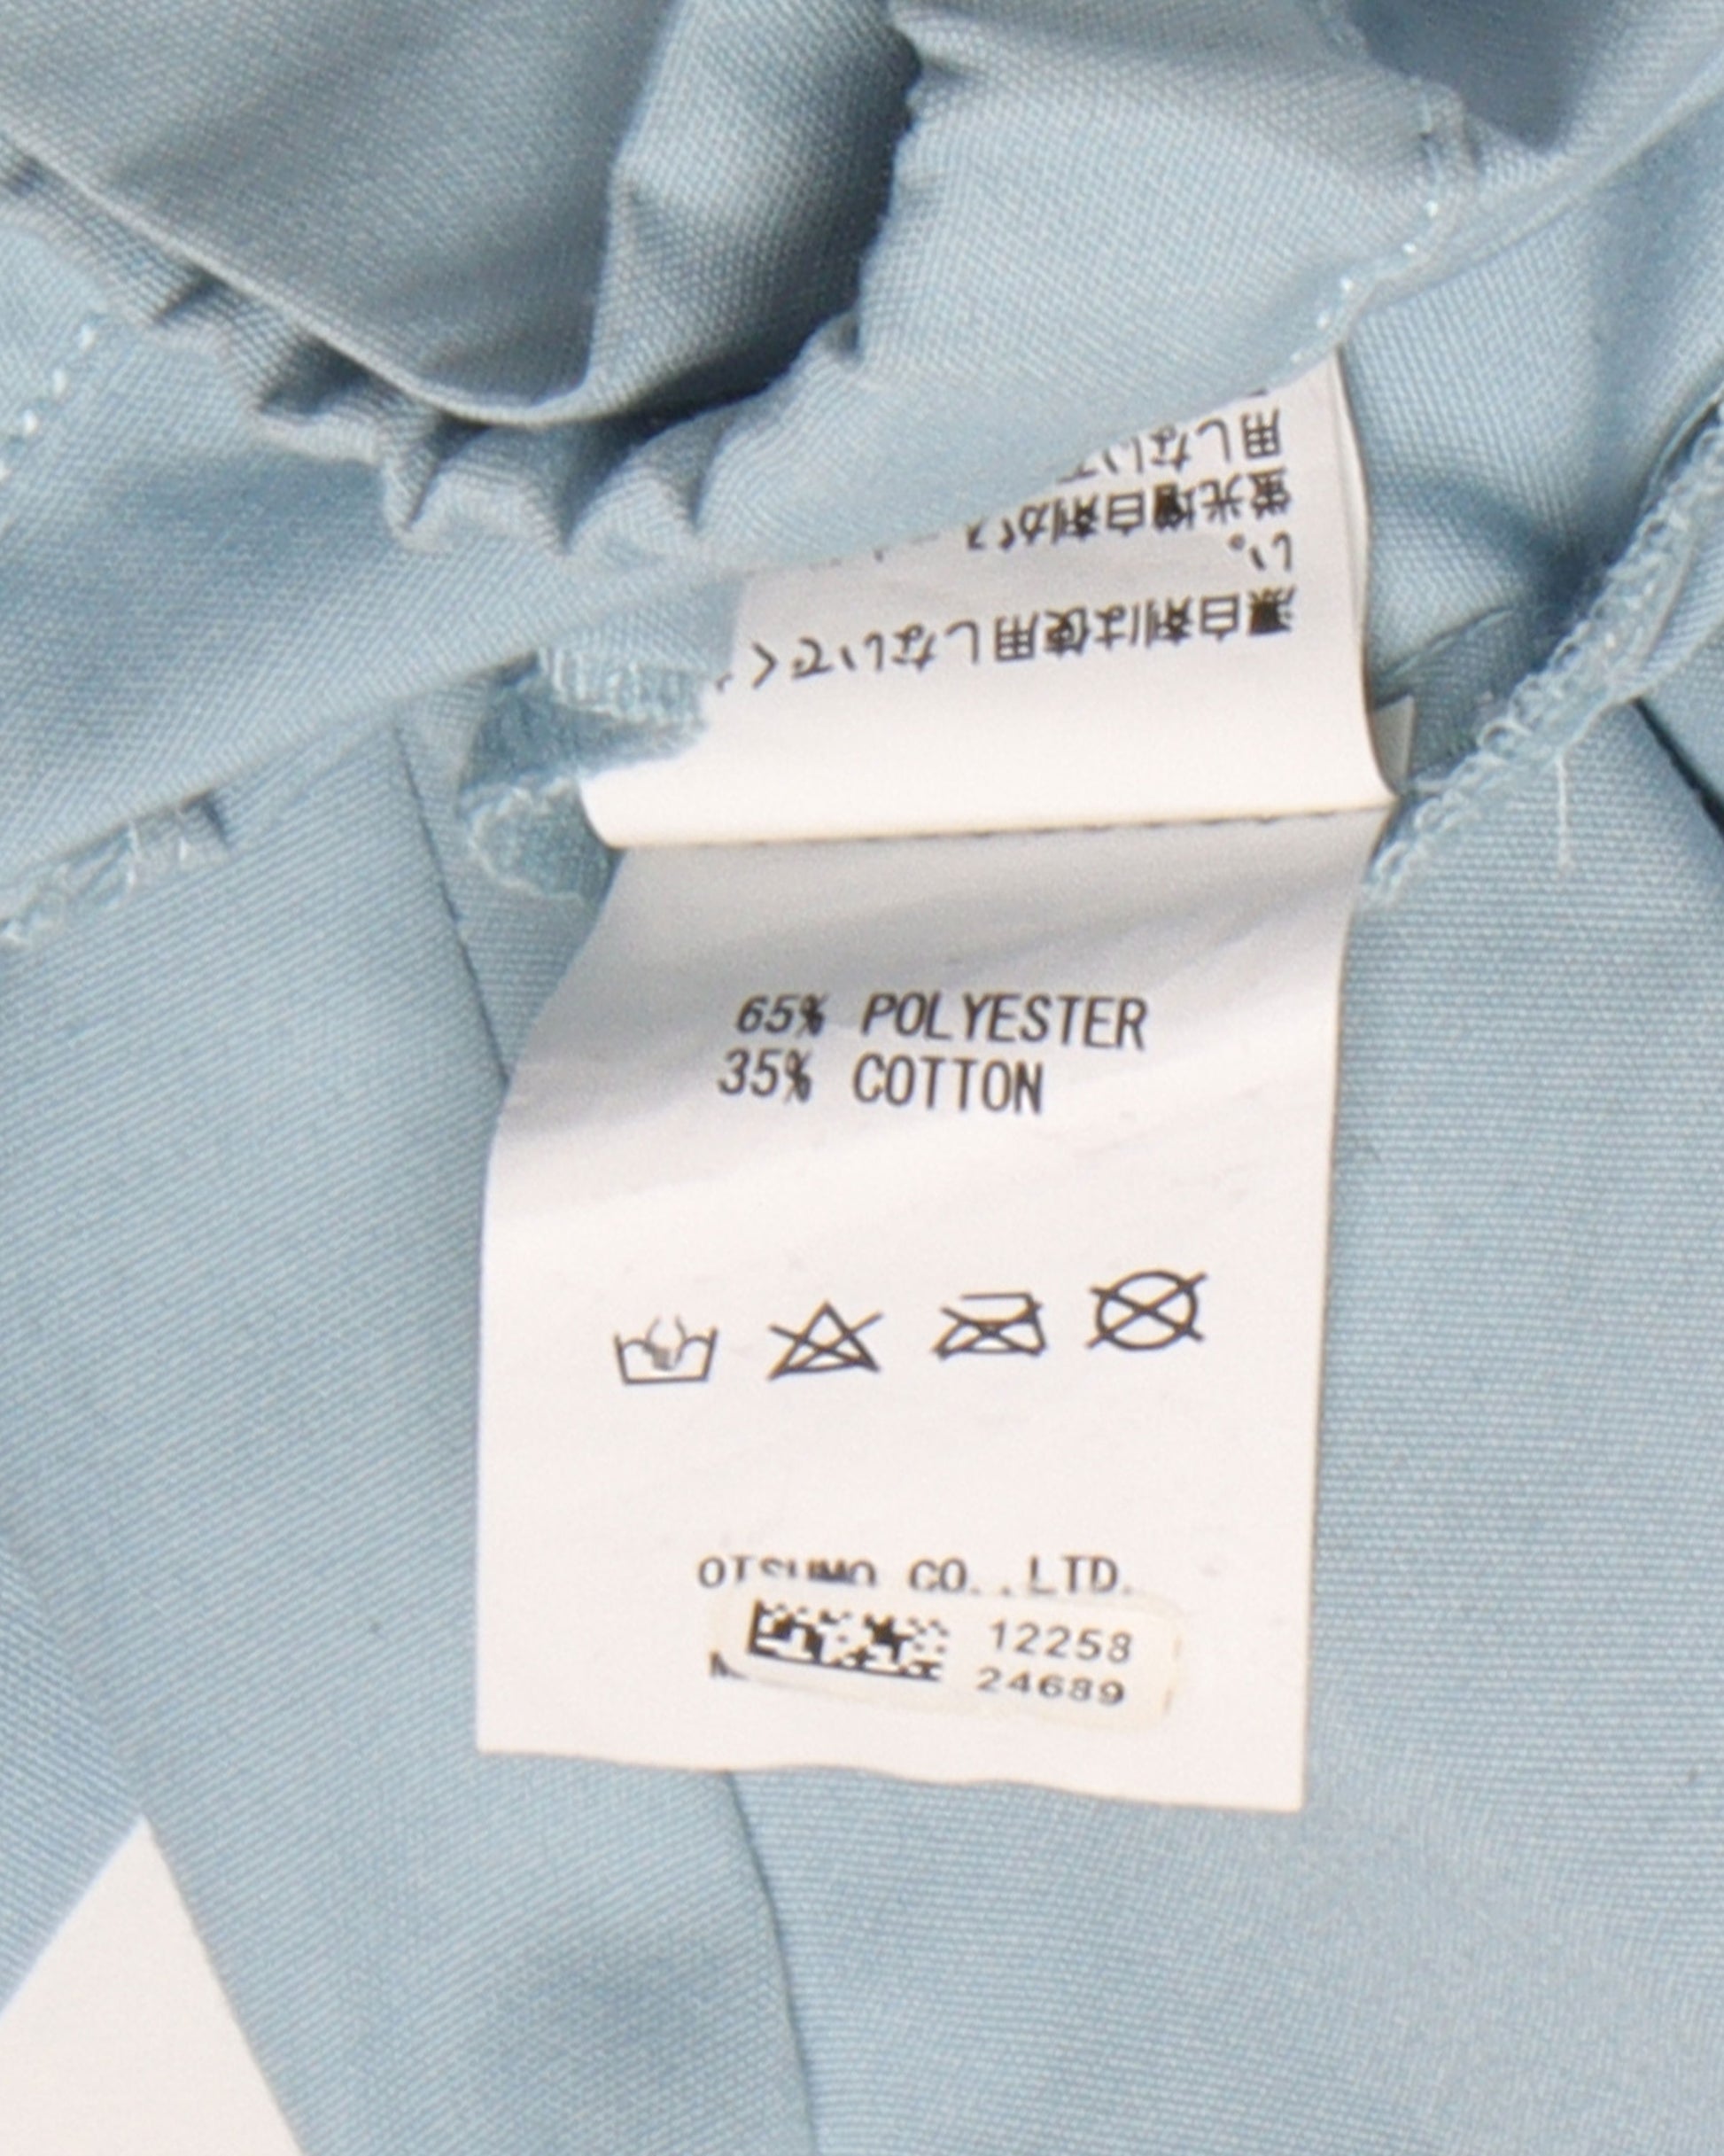 漂白剤は使用しないでく
い。
蛍光増白剤が
用しないで
65% POLYESTER
35% COTTON
OTSUMO CO.,LTD.
12258
24689